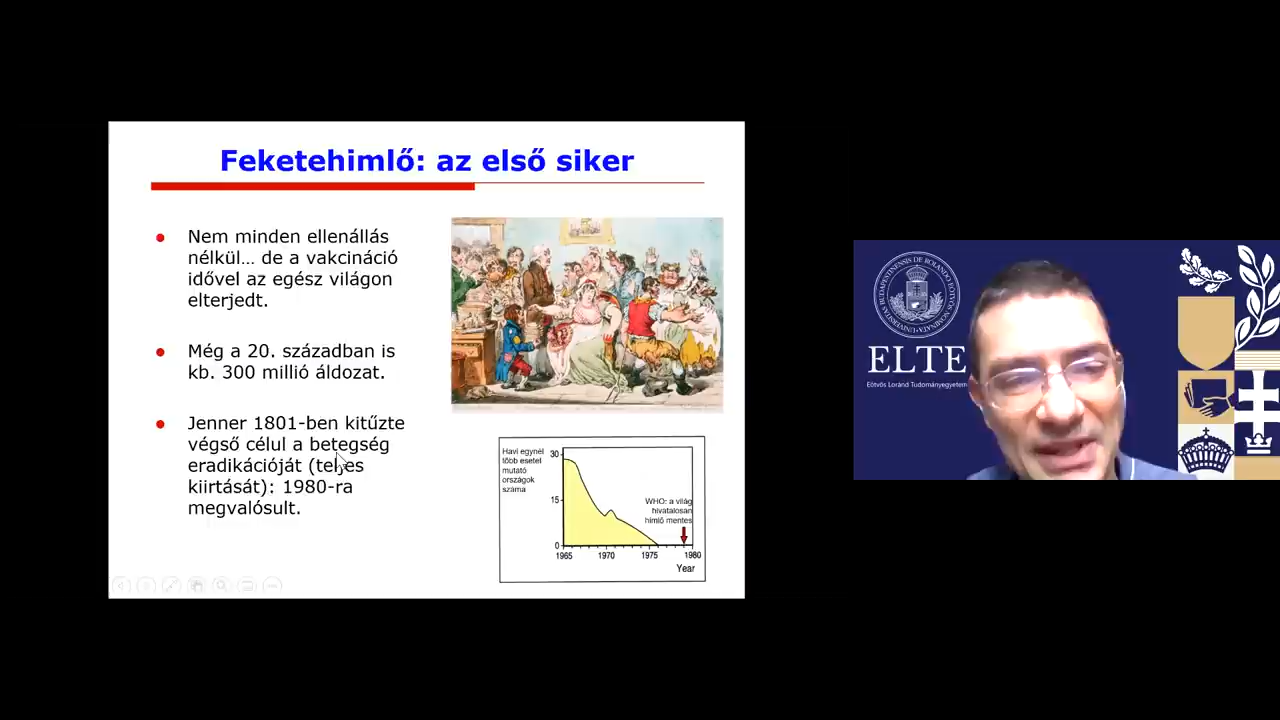 Feketehimlő: az első siker
Nem minden ellenállás
nélkül... de a vakcináció
idővel az egész világon
elterjedt.
Még a 20. században is
kb. 300 millió áldozat.
Jenner 1801-ben kitűzte
végső célul a betegség
eradikációját (teljes
kiirtását): 1980-ra
megvalósult.
Havi egynél
több esetet
mutató
országok
száma
30
15
0
WHO: a világ
hivatalosan
himlő mentes
1965 1970 1975 1980
Year
ELTE
Eötvös Loránd Tudományegyetem